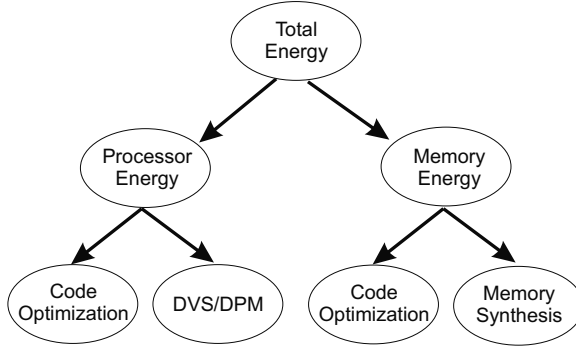 Total
Energy
Processor
Energy
Memory
Energy
Code
Optimization
DVS/DPM
Code
Optimization
Memory
Synthesis